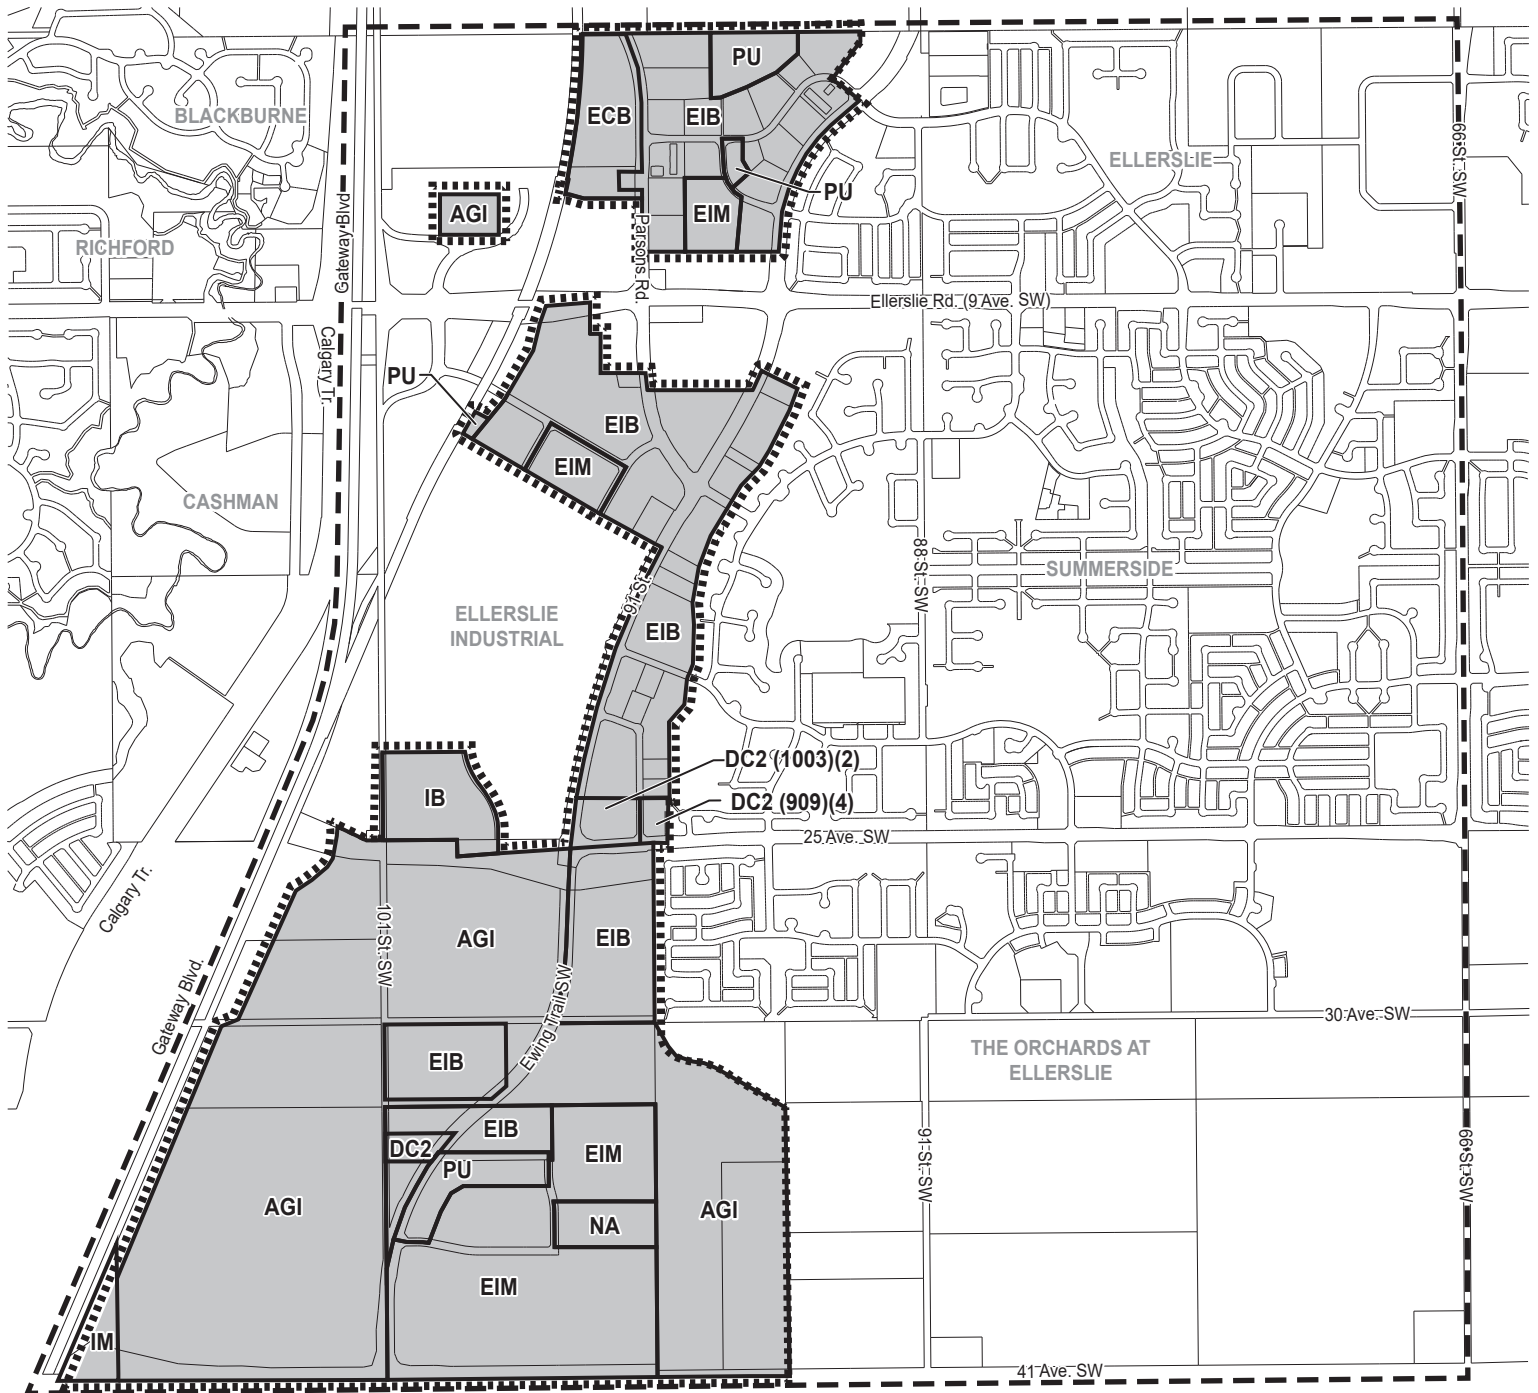 PU
BLACKBURNE
ECB
EIB
66 St. SW
ELLERSLIE
PU
AGI
EIM
RICHFORD
Gateway Blvd
Parsons Rd.
Ellerslie Rd. (9 Ave. SW)
Calgary Tr.
PU
EIB
EIM
CASHMAN
88 St. SW
SUMMERSIDE
91 St.
ELLERSLIE
INDUSTRIAL
EIB
DC2 (1003)(2)
IB
DC2 (909)(4)
25 Ave. SW
Calgary Tr.
101 St. SW
AGI
EIB
Gateway Blvd.
Ewing Trail SW
30 Ave. SW
THE ORCHARDS AT
ELLERSLIE
EIB
EIB
DC2
EIM
PU
91 St. SW
66 St. SW
AGI
AGI
NA
EIM
IM
41 Ave. SW